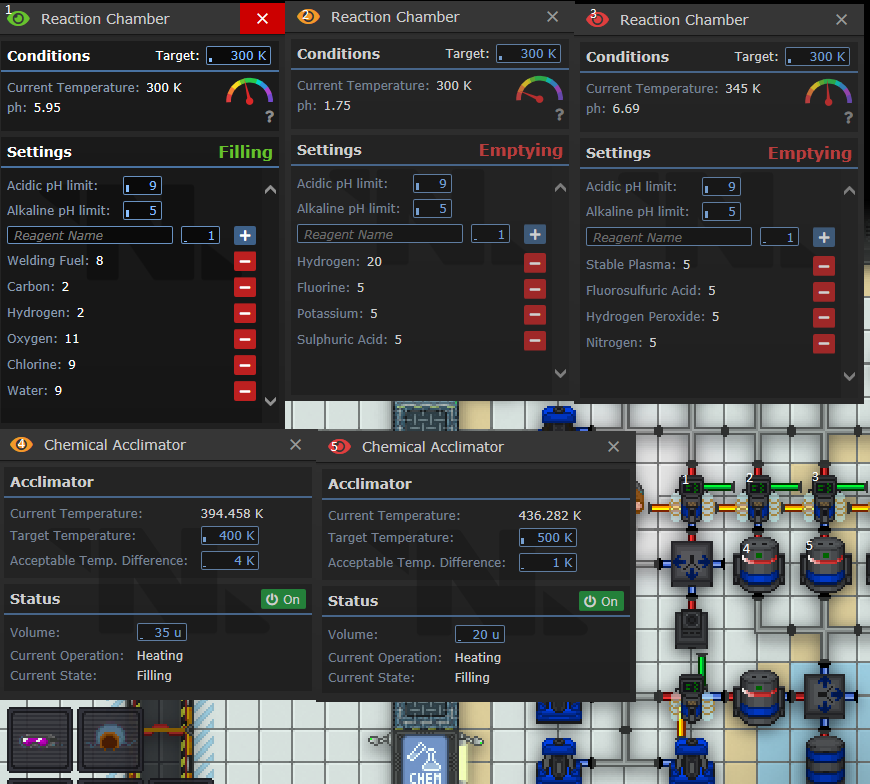 1
Reaction Chamber
Conditions Target: 300 K
Current Temperature: 300 K
ph: 5.95
?
Settings Filling
Acidic pH limit: 9
Alkaline pH limit: 5
Reagent Name 1
Welding Fuel: 8
Carbon: 2
Hydrogen: 2
Oxygen: 11
Chlorine: 9
Water: 9
2
Reaction Chamber
Conditions Target: 300 K
Current Temperature: 300 K
ph: 1.75
?
Settings Emptying
Acidic pH limit: 9
Alkaline pH limit: 5
Reagent Name 1
Hydrogen: 20
Fluorine: 5
Potassium: 5
Sulphuric Acid: 5
3
Reaction Chamber
Conditions Target: 300 K
Current Temperature: 345 K
ph: 6.69
?
Settings Emptying
Acidic pH limit: 9
Alkaline pH limit: 5
Reagent Name 1
Stable Plasma: 5
Fluorosulfuric Acid: 5
Hydrogen Peroxide: 5
Nitrogen: 5
4
Chemical Acclimator
Acclimator
Current Temperature: 394.458 K
Target Temperature: 400 K
Acceptable Temp. Difference: 4 K
Status On
Volume: 35 u
Current Operation: Heating
Current State: Filling
5
Chemical Acclimator
Acclimator
Current Temperature: 436.282 K
Target Temperature: 500 K
Acceptable Temp. Difference: 1 K
Status On
Volume: 20 u
Current Operation: Heating
Current State: Filling
1 2 3
4 5
CHEM